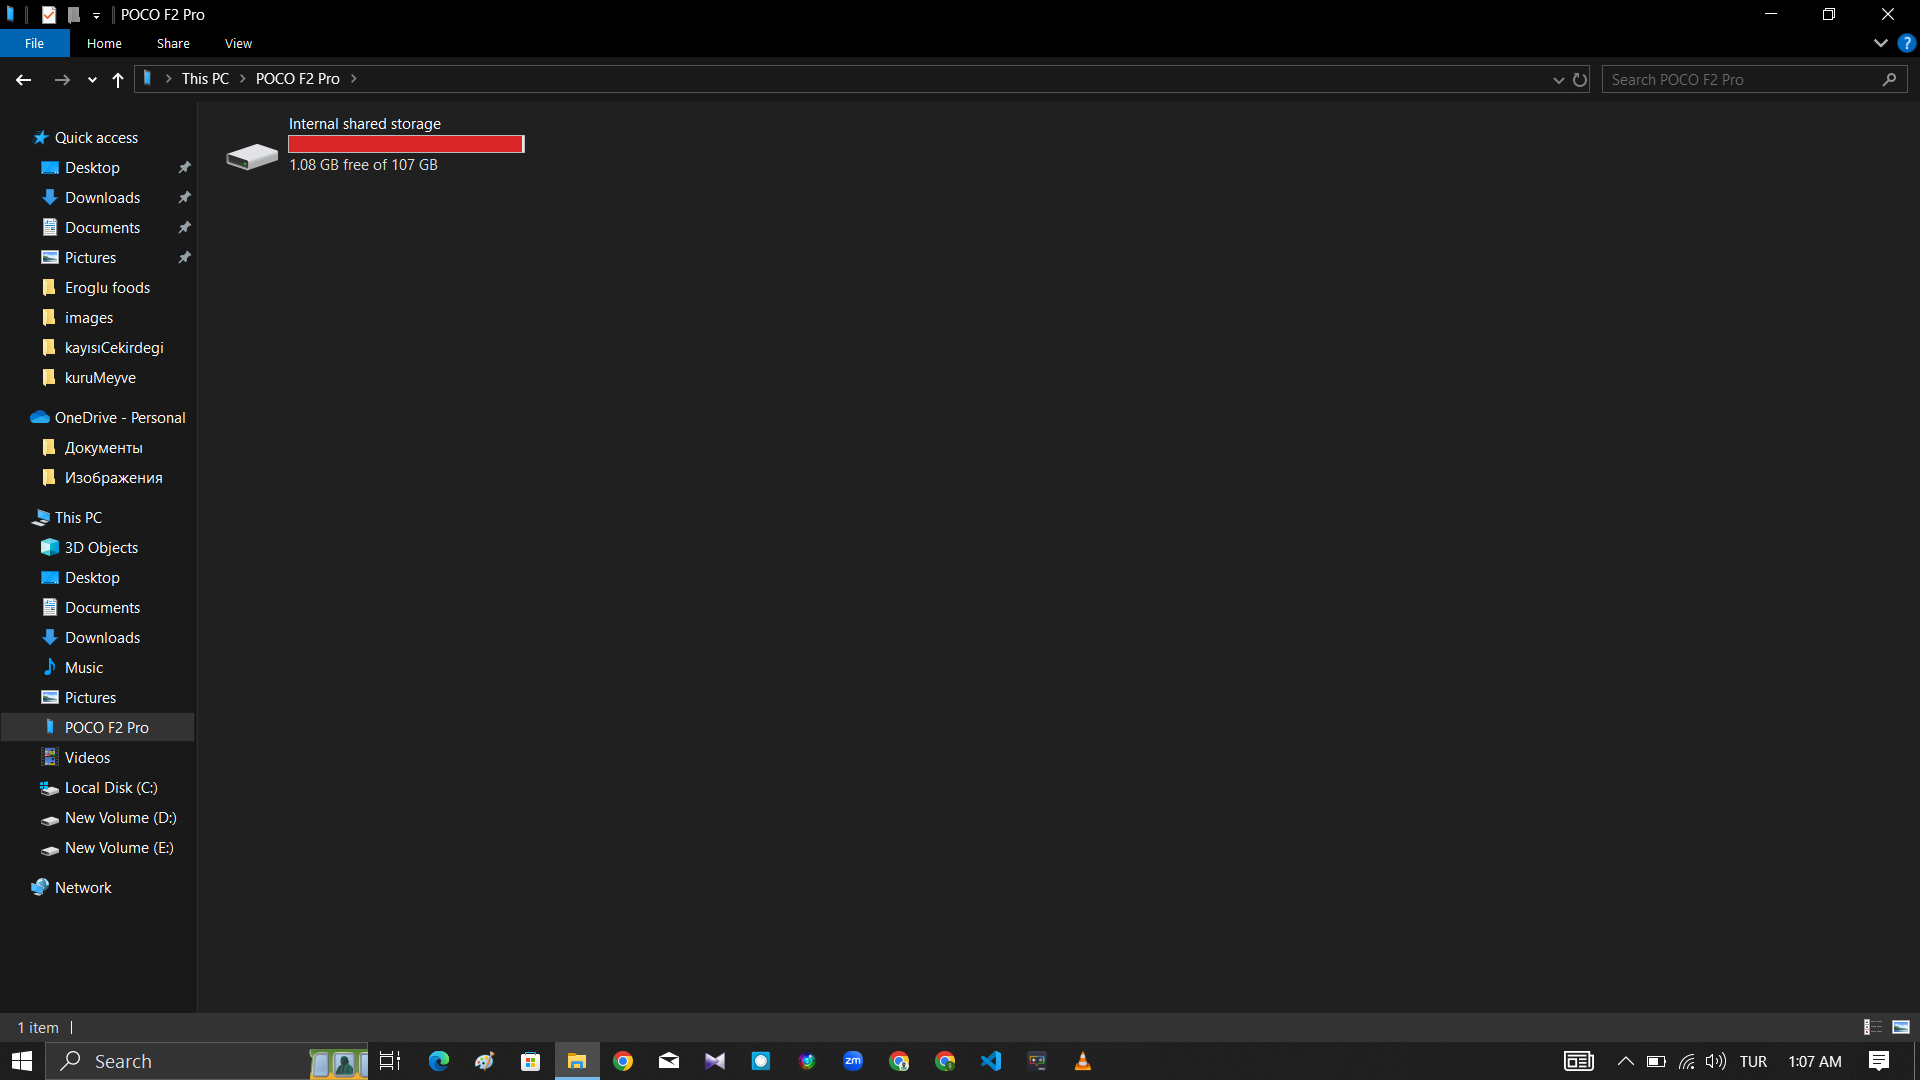 POCO F2 Pro
File Home Share View
This PC POCO F2 Pro
Search POCO F2 Pro
Quick access
Desktop
Downloads
Documents
Pictures
Eroglu foods
images
kayısıCekirdegi
kuruMeyve
OneDrive - Personal
Документы
Изображения
This PC
3D Objects
Desktop
Documents
Downloads
Music
Pictures
POCO F2 Pro
Videos
Local Disk (C:)
New Volume (D:)
New Volume (E:)
Network
Internal shared storage
1.08 GB free of 107 GB
1 item
Search
zm
TUR
1:07 AM